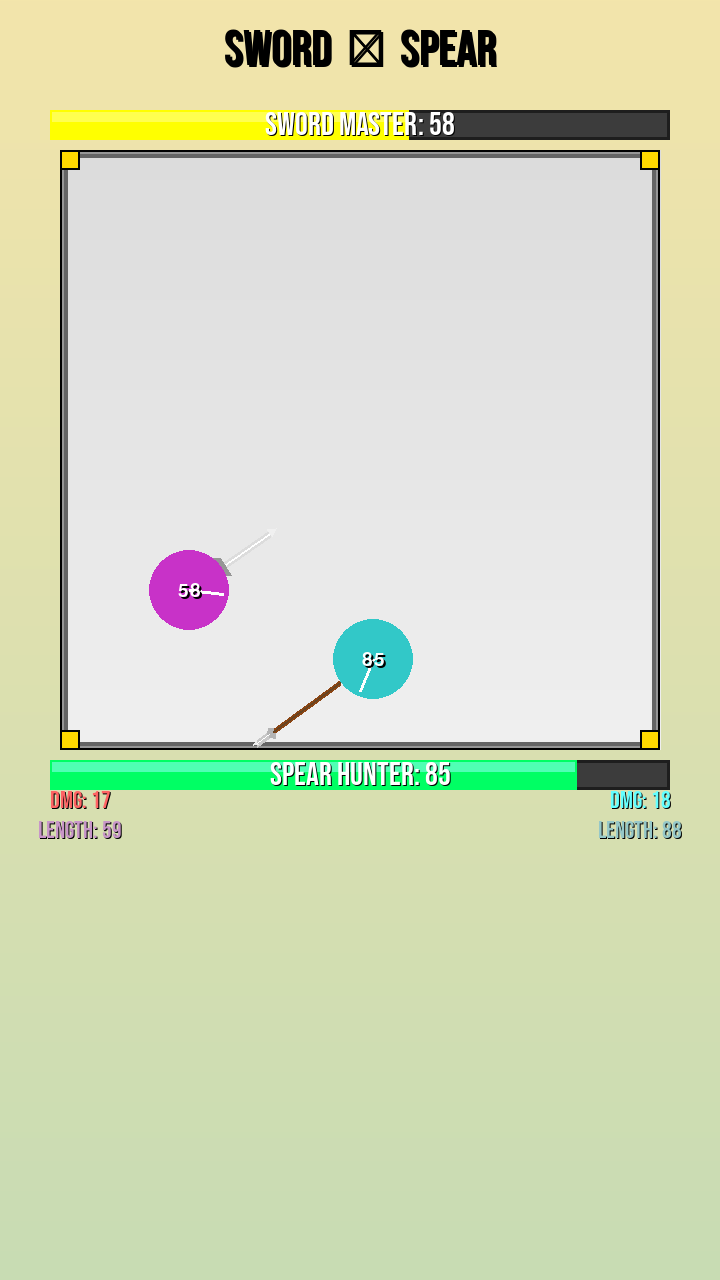 SWORD ☒ SPEAR
SWORD MASTER: 58
58
85
SPEAR HUNTER: 85
DMG: 17
DMG: 18
LENGTH: 59
LENGTH: 88